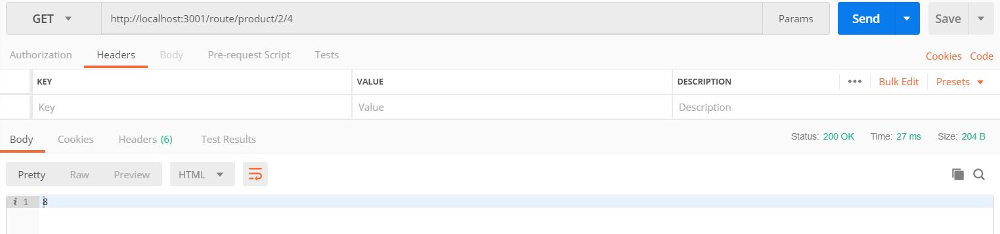 GET http://localhost:3001/route/product/2/4 Params Send Save
Authorization Headers Body Pre-request Script Tests Cookies Code
KEY VALUE DESCRIPTION ••• Bulk Edit Presets
Key Value Description
Body Cookies Headers (6) Test Results Status: 200 OK Time: 27 ms Size: 204 B
Pretty Raw Preview HTML
i 1 8